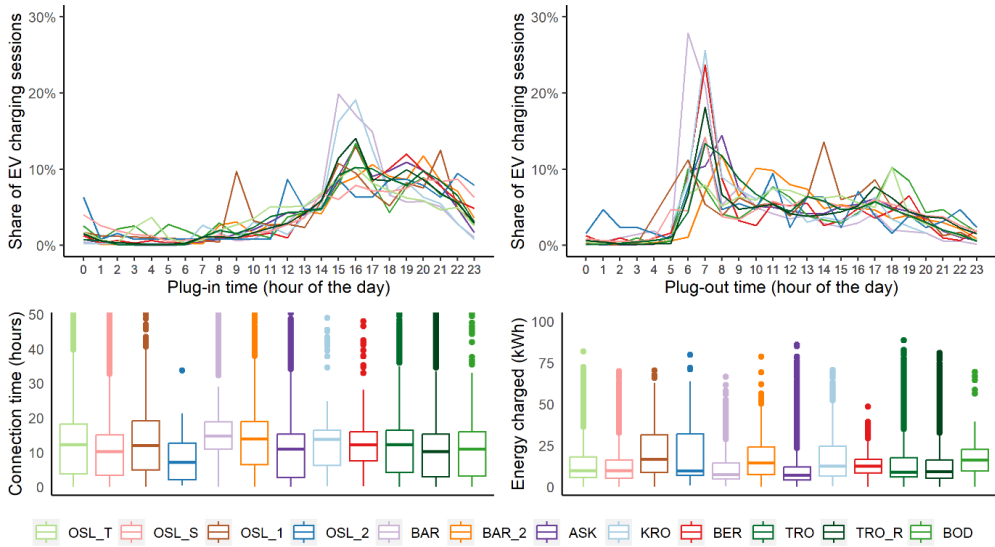 Share of EV charging sessions
30%
20%
10%
0%
0 1 2 3 4 5 6 7 8 9 10 11 12 13 14 15 16 17 18 19 20 21 22 23
Plug-in time (hour of the day)
Share of EV charging sessions
30%
20%
10%
0%
0 1 2 3 4 5 6 7 8 9 10 11 12 13 14 15 16 17 18 19 20 21 22 23
Plug-out time (hour of the day)
Connection time (hours)
50
40
30
20
10
0
Energy charged (kWh)
100
75
50
25
0
OSL_T OSL_S OSL_1 OSL_2 BAR BAR_2 ASK KRO BER TRO TRO_R BOD